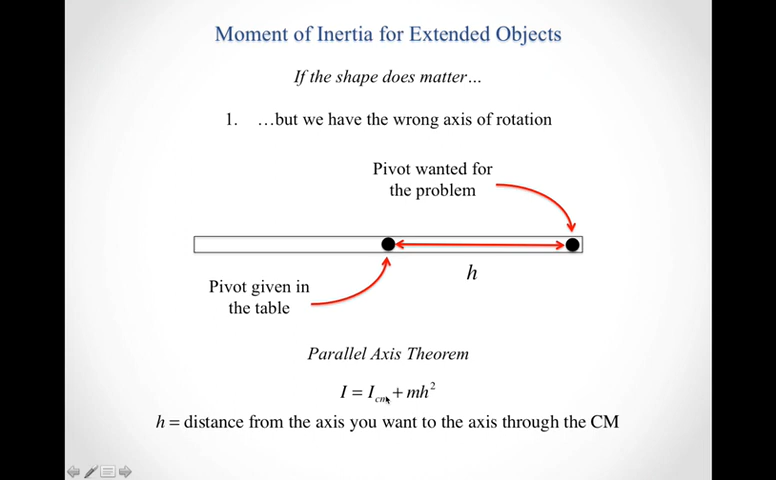 Moment of Inertia for Extended Objects
If the shape does matter…
1. …but we have the wrong axis of rotation
Pivot wanted for
the problem
h
Pivot given in
the table
Parallel Axis Theorem
I = I_cm + mh²
h = distance from the axis you want to the axis through the CM